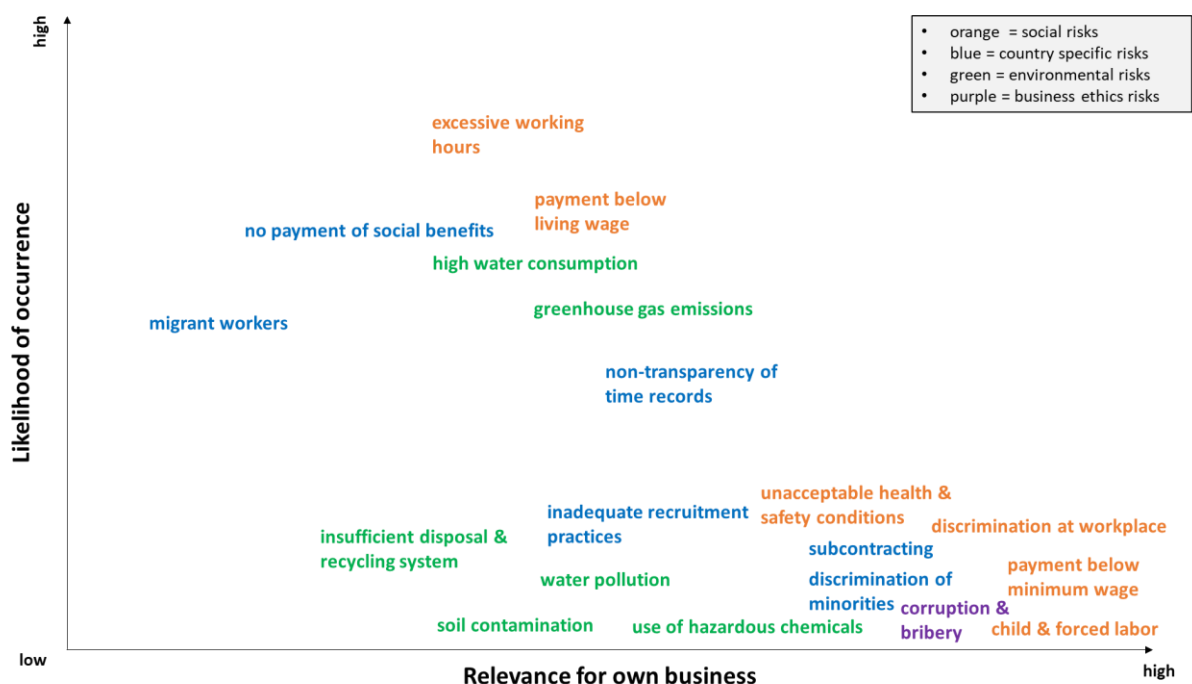 high
• orange = social risks
• blue = country specific risks
• green = environmental risks
• purple = business ethics risks
excessive working
hours
payment below
living wage
no payment of social benefits
high water consumption
greenhouse gas emissions
migrant workers
non-transparency of
time records
Likelihood of occurrence
unacceptable health &
safety conditions
inadequate recruitment
practices
discrimination at workplace
insufficient disposal &
recycling system
subcontracting
payment below
minimum wage
water pollution
discrimination of
minorities
corruption &
bribery
soil contamination
use of hazardous chemicals
child & forced labor
low
Relevance for own business
high